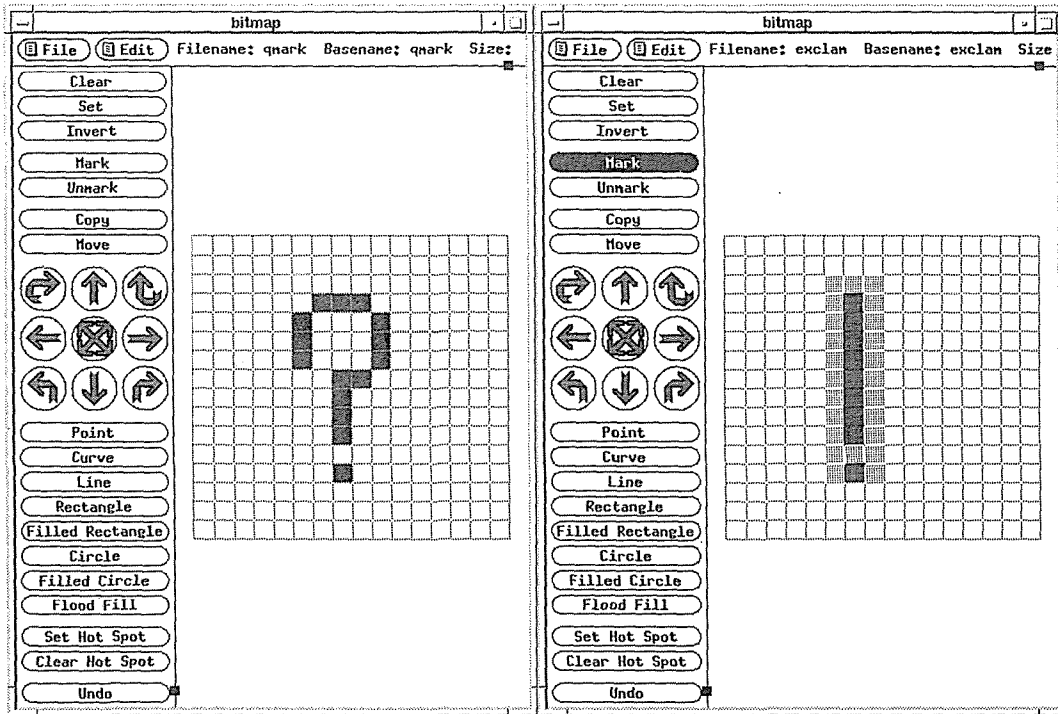 bitmap
File Edit Filename: qmark Basename: qmark Size:
Clear
Set
Invert
Mark
Unmark
Copy
Move
Point
Curve
Line
Rectangle
Filled Rectangle
Circle
Filled Circle
Flood Fill
Set Hot Spot
Clear Hot Spot
Undo
bitmap
File Edit Filename: exclam Basename: exclam Size
Clear
Set
Invert
Mark
Unmark
Copy
Move
Point
Curve
Line
Rectangle
Filled Rectangle
Circle
Filled Circle
Flood Fill
Set Hot Spot
Clear Hot Spot
Undo